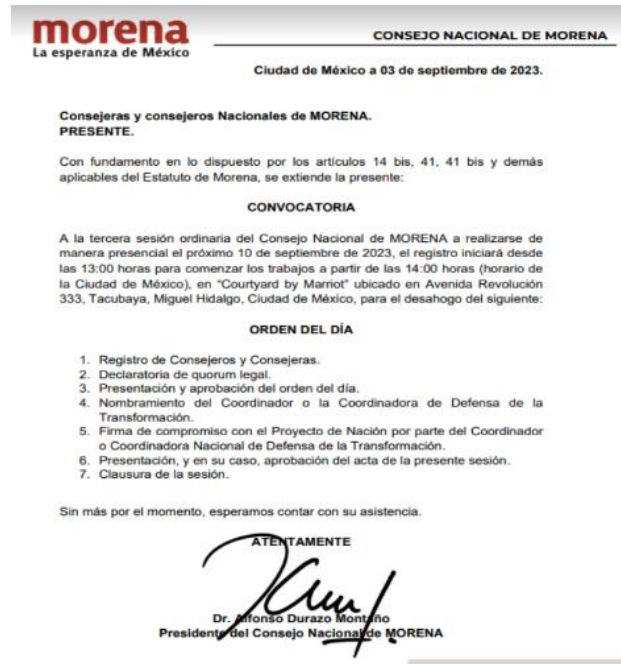 morena
La esperanza de México
CONSEJO NACIONAL DE MORENA
Ciudad de México a 03 de septiembre de 2023.
Consejeras y consejeros Nacionales de MORENA.
PRESENTE.
Con fundamento en lo dispuesto por los artículos 14 bis, 41, 41 bis y demás
aplicables del Estatuto de Morena, se extiende la presente:
CONVOCATORIA
A la tercera sesión ordinaria del Consejo Nacional de MORENA a realizarse de
manera presencial el próximo 10 de septiembre de 2023, el registro iniciará desde
las 13:00 horas para comenzar los trabajos a partir de las 14:00 horas (horario de
la Ciudad de México), en “Courtyard by Marriot” ubicado en Avenida Revolución
333, Tacubaya, Miguel Hidalgo, Ciudad de México, para el desahogo del siguiente:
ORDEN DEL DÍA
1. Registro de Consejeros y Consejeras.
2. Declaratoria de quorum legal.
3. Presentación y aprobación del orden del día.
4. Nombramiento del Coordinador o la Coordinadora de Defensa de la
Transformación.
5. Firma de compromiso con el Proyecto de Nación por parte del Coordinador
o Coordinadora Nacional de Defensa de la Transformación.
6. Presentación, y en su caso, aprobación del acta de la presente sesión.
7. Clausura de la sesión.
Sin más por el momento, esperamos contar con su asistencia.
ATENTAMENTE
Dr. Alfonso Durazo Montaño
Presidente del Consejo Nacional de MORENA